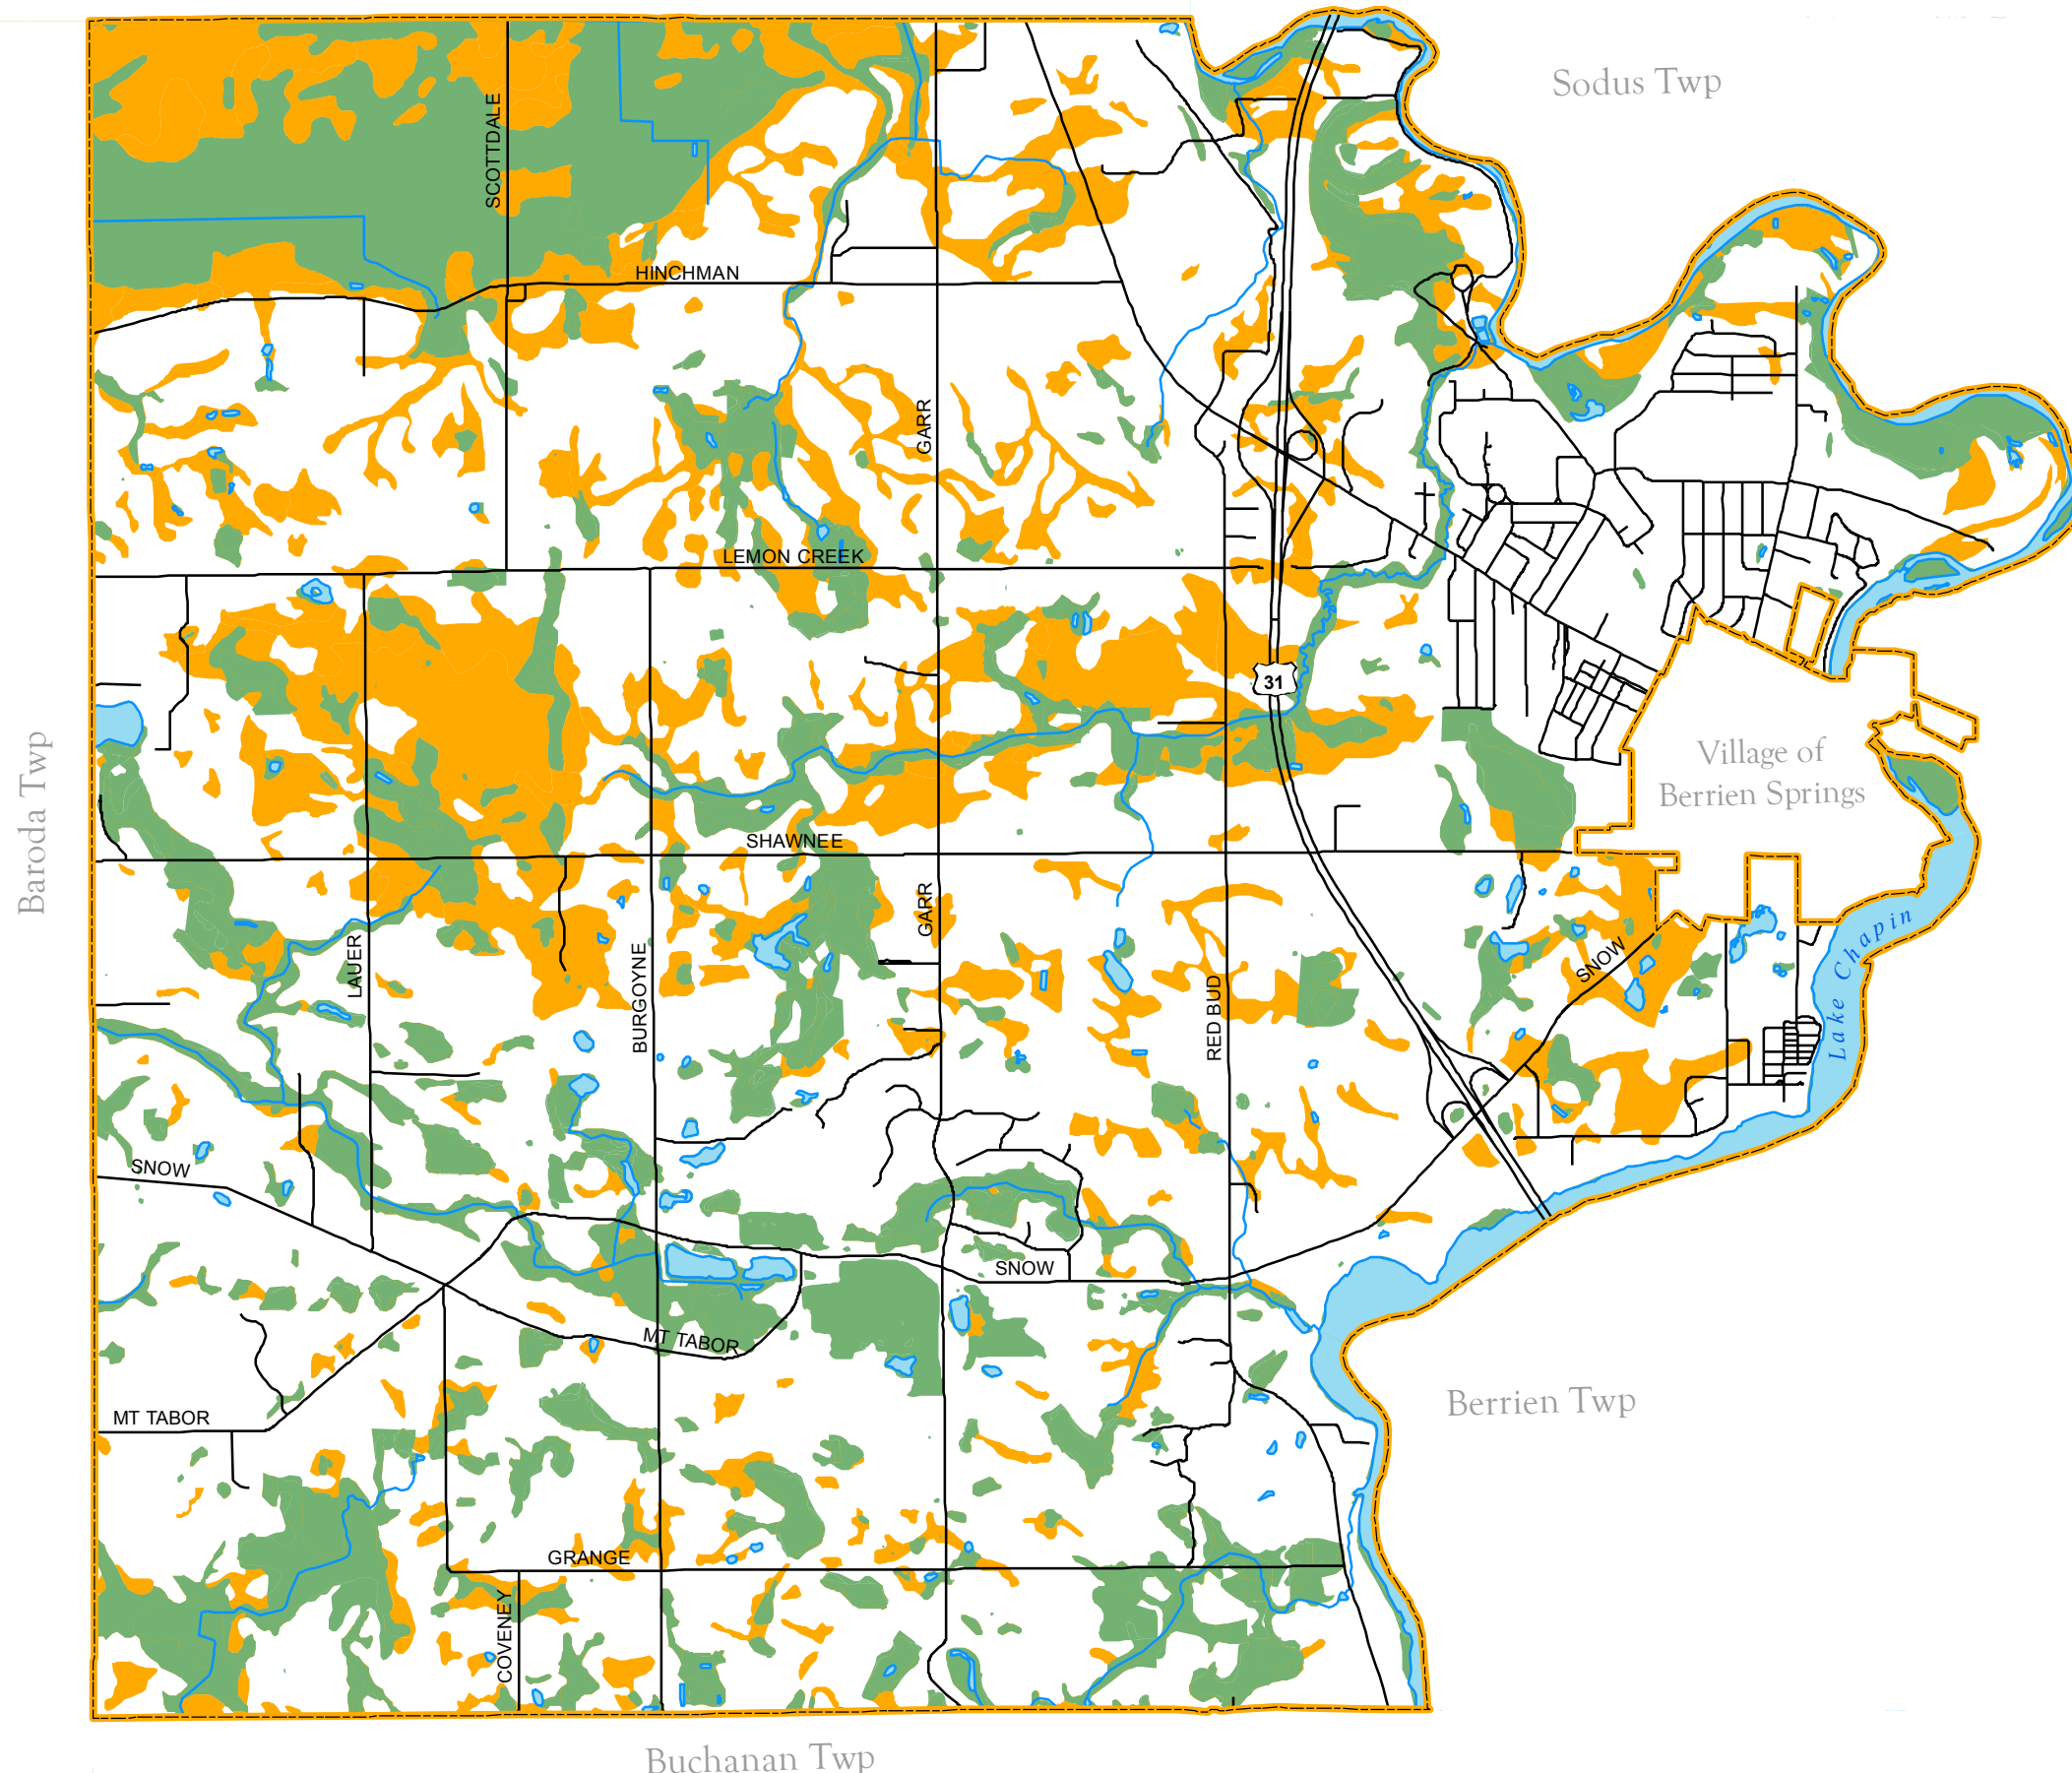 Sodus Twp
SCOTTDALE
HINCHMAN
GARR
LEMON CREEK
31
Village of
Berrien Springs
Baroda Twp
SHAWNEE
GARR
LAUER
BURGOYNE
RED BUD
SNOW
Lake Chapin
SNOW
SNOW
MT TABOR
Berrien Twp
MT TABOR
GRANGE
COVENEY
Buchanan Twp